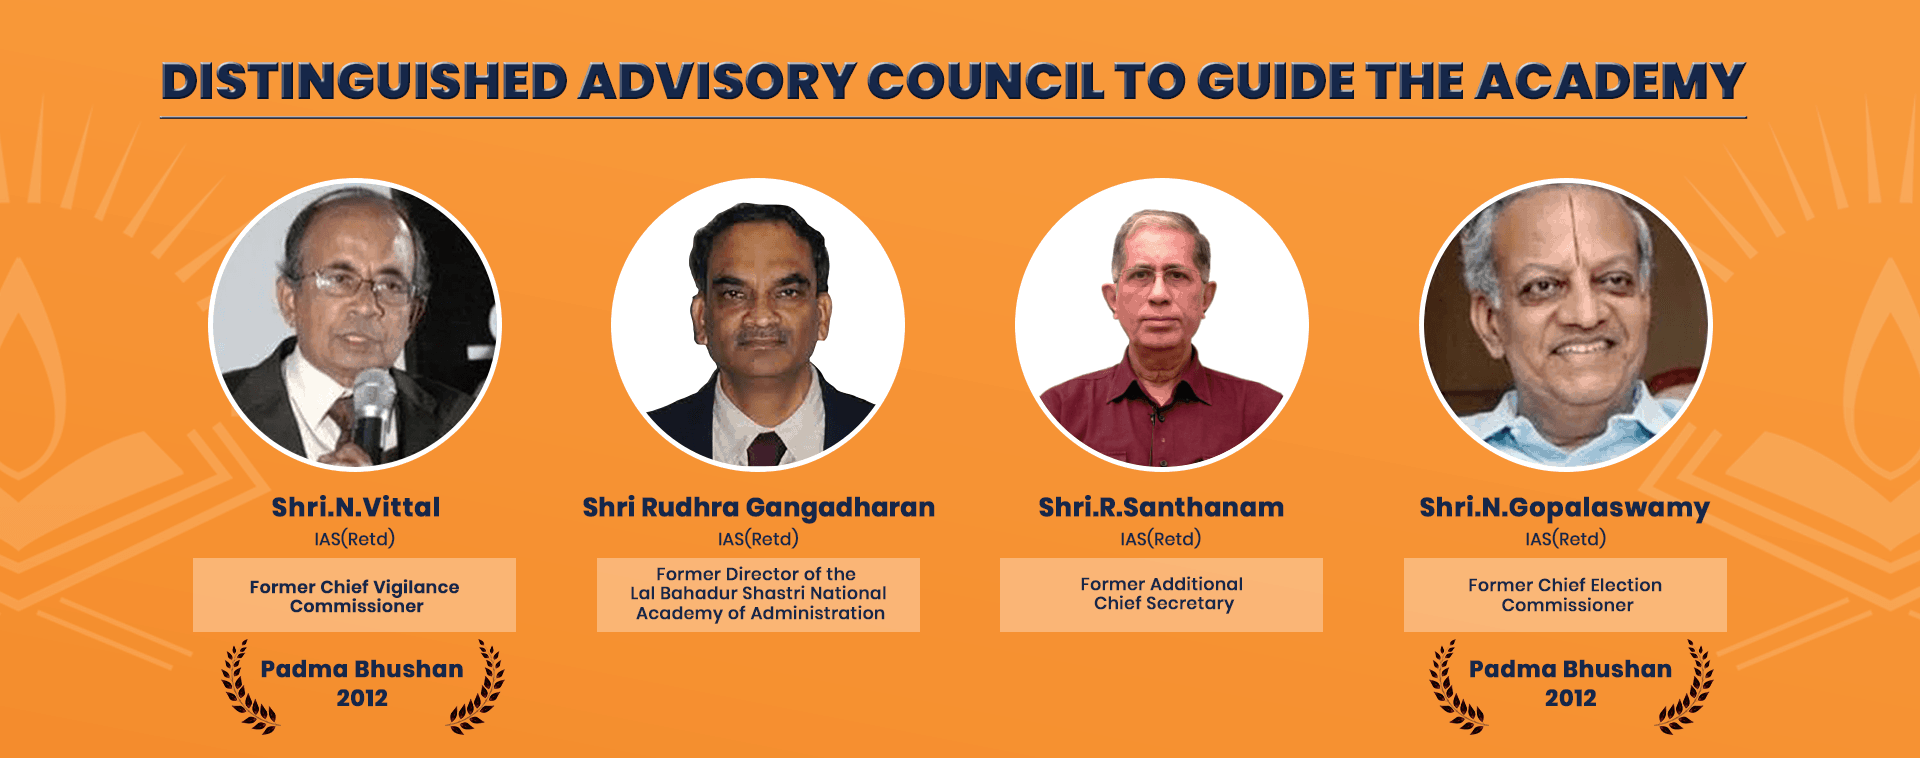 DISTINGUISHED ADVISORY COUNCIL TO GUIDE THE ACADEMY
Shri.N.Vittal
IAS(Retd)
Former Chief Vigilance
Commissioner
Padma Bhushan
2012
Shri Rudhra Gangadharan
IAS(Retd)
Former Director of the
Lal Bahadur Shastri National
Academy of Administration
Shri.R.Santhanam
IAS(Retd)
Former Additional
Chief Secretary
Shri.N.Gopalaswamy
IAS(Retd)
Former Chief Election
Commissioner
Padma Bhushan
2012